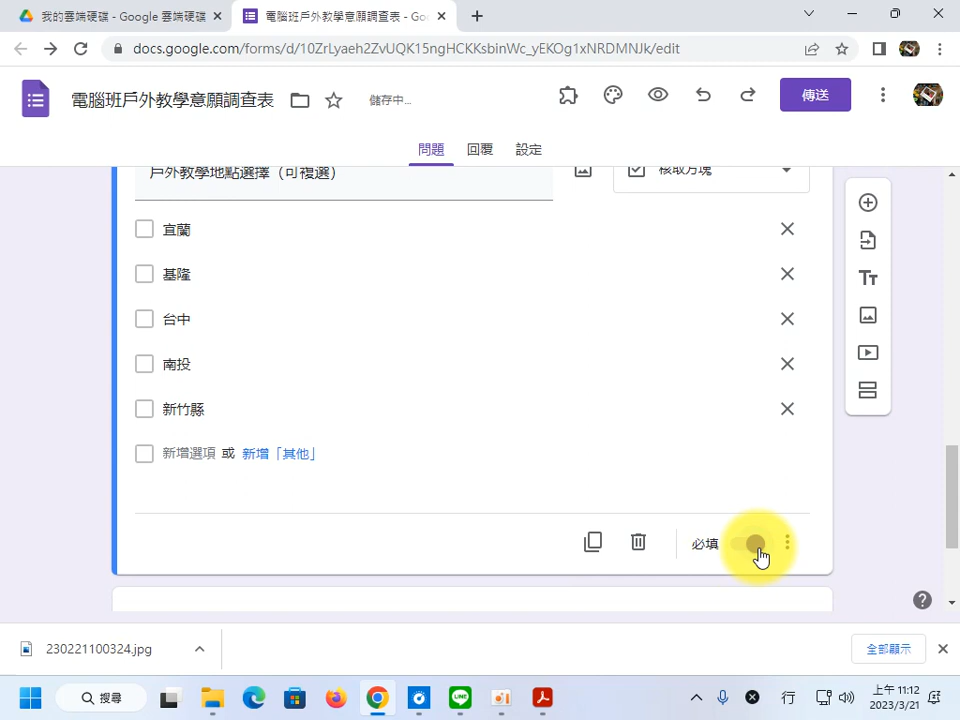 我的雲端硬碟 - Google 雲端硬碟
電腦班戶外教學意願調查表 - Goo
docs.google.com/forms/d/10ZrLyaeh2ZvUQK15ngHCKKsbinWc_yEKOg1xNRDMNJk/edit
電腦班戶外教學意願調查表
儲存中...
傳送
問題
回覆
設定
戶外教學地點選擇（可複選）
核取方塊
宜蘭
基隆
台中
南投
新竹縣
新增選項 或 新增「其他」
必填
230221100324.jpg
全部顯示
搜尋
行
上午 11:12
2023/3/21